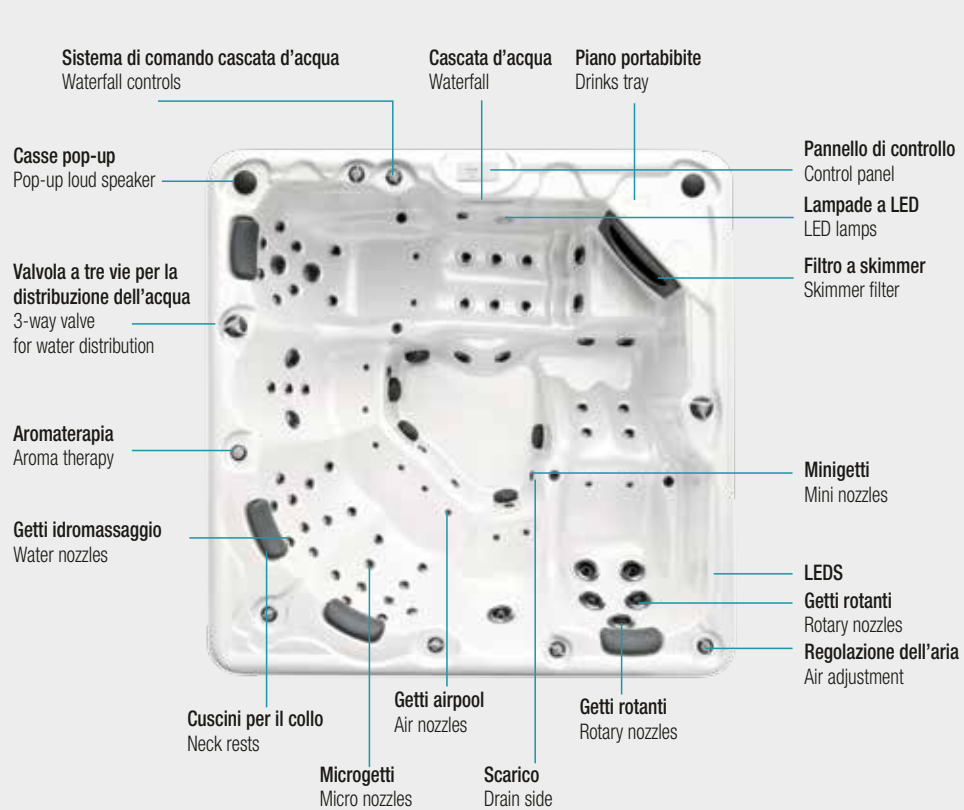 Sistema di comando cascata d'acqua
Waterfall controls
Cascata d'acqua
Waterfall
Piano portabibite
Drinks tray
Casse pop-up
Pop-up loud speaker
Pannello di controllo
Control panel
Lampade a LED
LED lamps
Valvola a tre vie per la
distribuzione dell'acqua
3-way valve
for water distribution
Filtro a skimmer
Skimmer filter
Aromaterapia
Aroma therapy
Minigetti
Mini nozzles
Getti idromassaggio
Water nozzles
LEDS
Getti rotanti
Rotary nozzles
Regolazione dell'aria
Air adjustment
Cuscini per il collo
Neck rests
Getti airpool
Air nozzles
Getti rotanti
Rotary nozzles
Microgetti
Micro nozzles
Scarico
Drain side